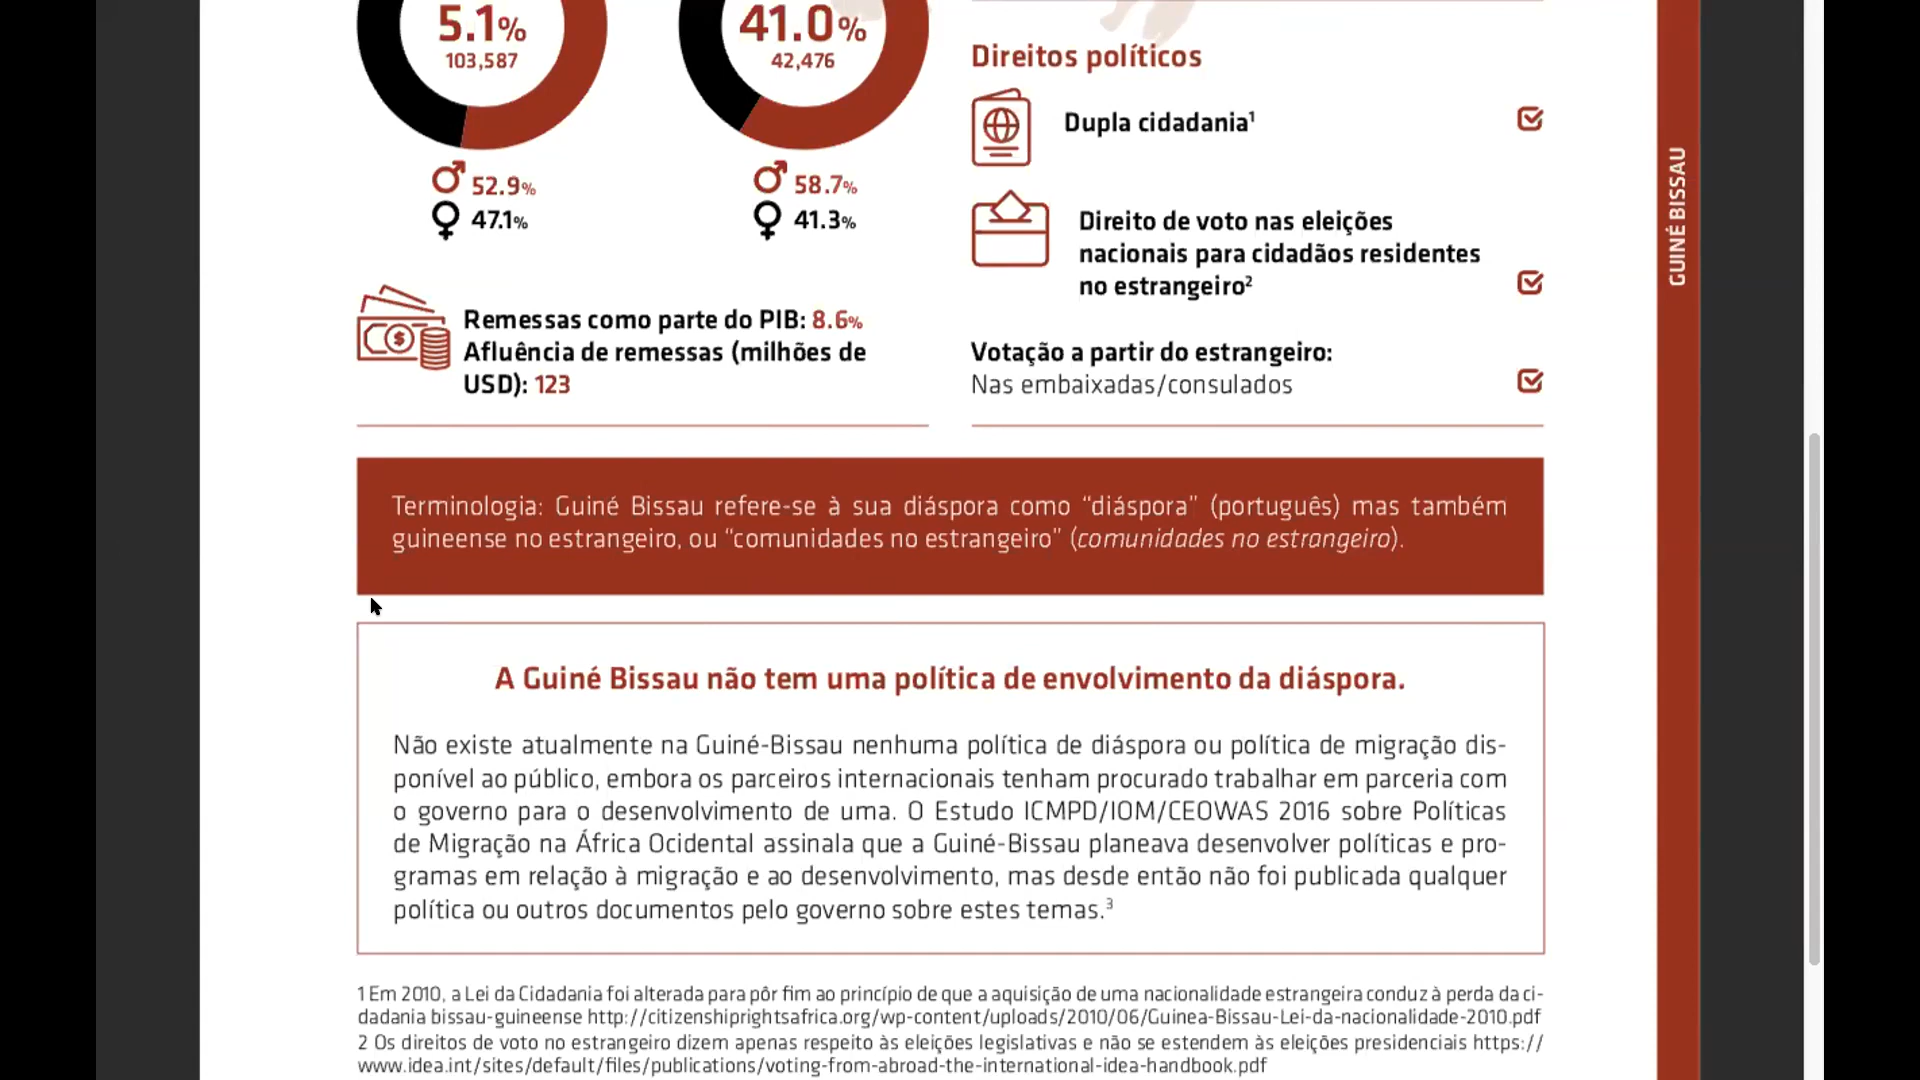 5.1%
103,587
♂ 52.9%
♀ 47.1%
41.0%
42,476
♂ 58.7%
♀ 41.3%
Remessas como parte do PIB: 8.6%
Afluência de remessas (milhões de
USD): 123
Direitos políticos
Dupla cidadania¹
Direito de voto nas eleições
nacionais para cidadãos residentes
no estrangeiro²
Votação a partir do estrangeiro:
Nas embaixadas/consulados
GUINÉ BISSAU
Terminologia: Guiné Bissau refere-se à sua diáspora como “diáspora” (português) mas também
guineense no estrangeiro, ou “comunidades no estrangeiro” (comunidades no estrangeiro).
A Guiné Bissau não tem uma política de envolvimento da diáspora.
Não existe atualmente na Guiné-Bissau nenhuma política de diáspora ou política de migração dis-
ponível ao público, embora os parceiros internacionais tenham procurado trabalhar em parceria com
o governo para o desenvolvimento de uma. O Estudo ICMPD/IOM/CEOWAS 2016 sobre Políticas
de Migração na África Ocidental assinala que a Guiné-Bissau planeava desenvolver políticas e pro-
gramas em relação à migração e ao desenvolvimento, mas desde então não foi publicada qualquer
política ou outros documentos pelo governo sobre estes temas.³
1 Em 2010, a Lei da Cidadania foi alterada para pôr fim ao princípio de que a aquisição de uma nacionalidade estrangeira conduz à perda da ci-
dadania bissau-guineense http://citizenshiprightsafrica.org/wp-content/uploads/2010/06/Guinea-Bissau-Lei-da-nacionalidade-2010.pdf
2 Os direitos de voto no estrangeiro dizem apenas respeito às eleições legislativas e não se estendem às eleições presidenciais https://
www.idea.int/sites/default/files/publications/voting-from-abroad-the-international-idea-handbook.pdf